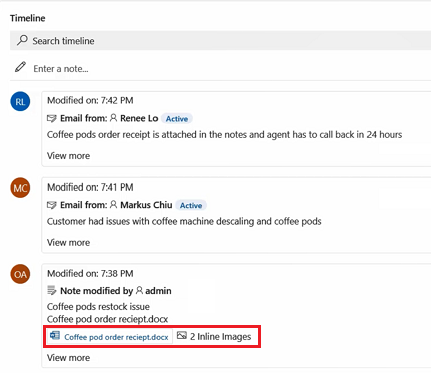 Timeline
Search timeline
Enter a note...
RL
Modified on: 7:42 PM
Email from: Renee Lo Active
Coffee pods order receipt is attached in the notes and agent has to call back in 24 hours
View more
MC
Modified on: 7:41 PM
Email from: Markus Chiu Active
Customer had issues with coffee machine descaling and coffee pods
View more
OA
Modified on: 7:38 PM
Note modified by admin
Coffee pods restock issue
Coffee pod order reciept.docx
Coffee pod order reciept.docx 2 Inline Images
View more